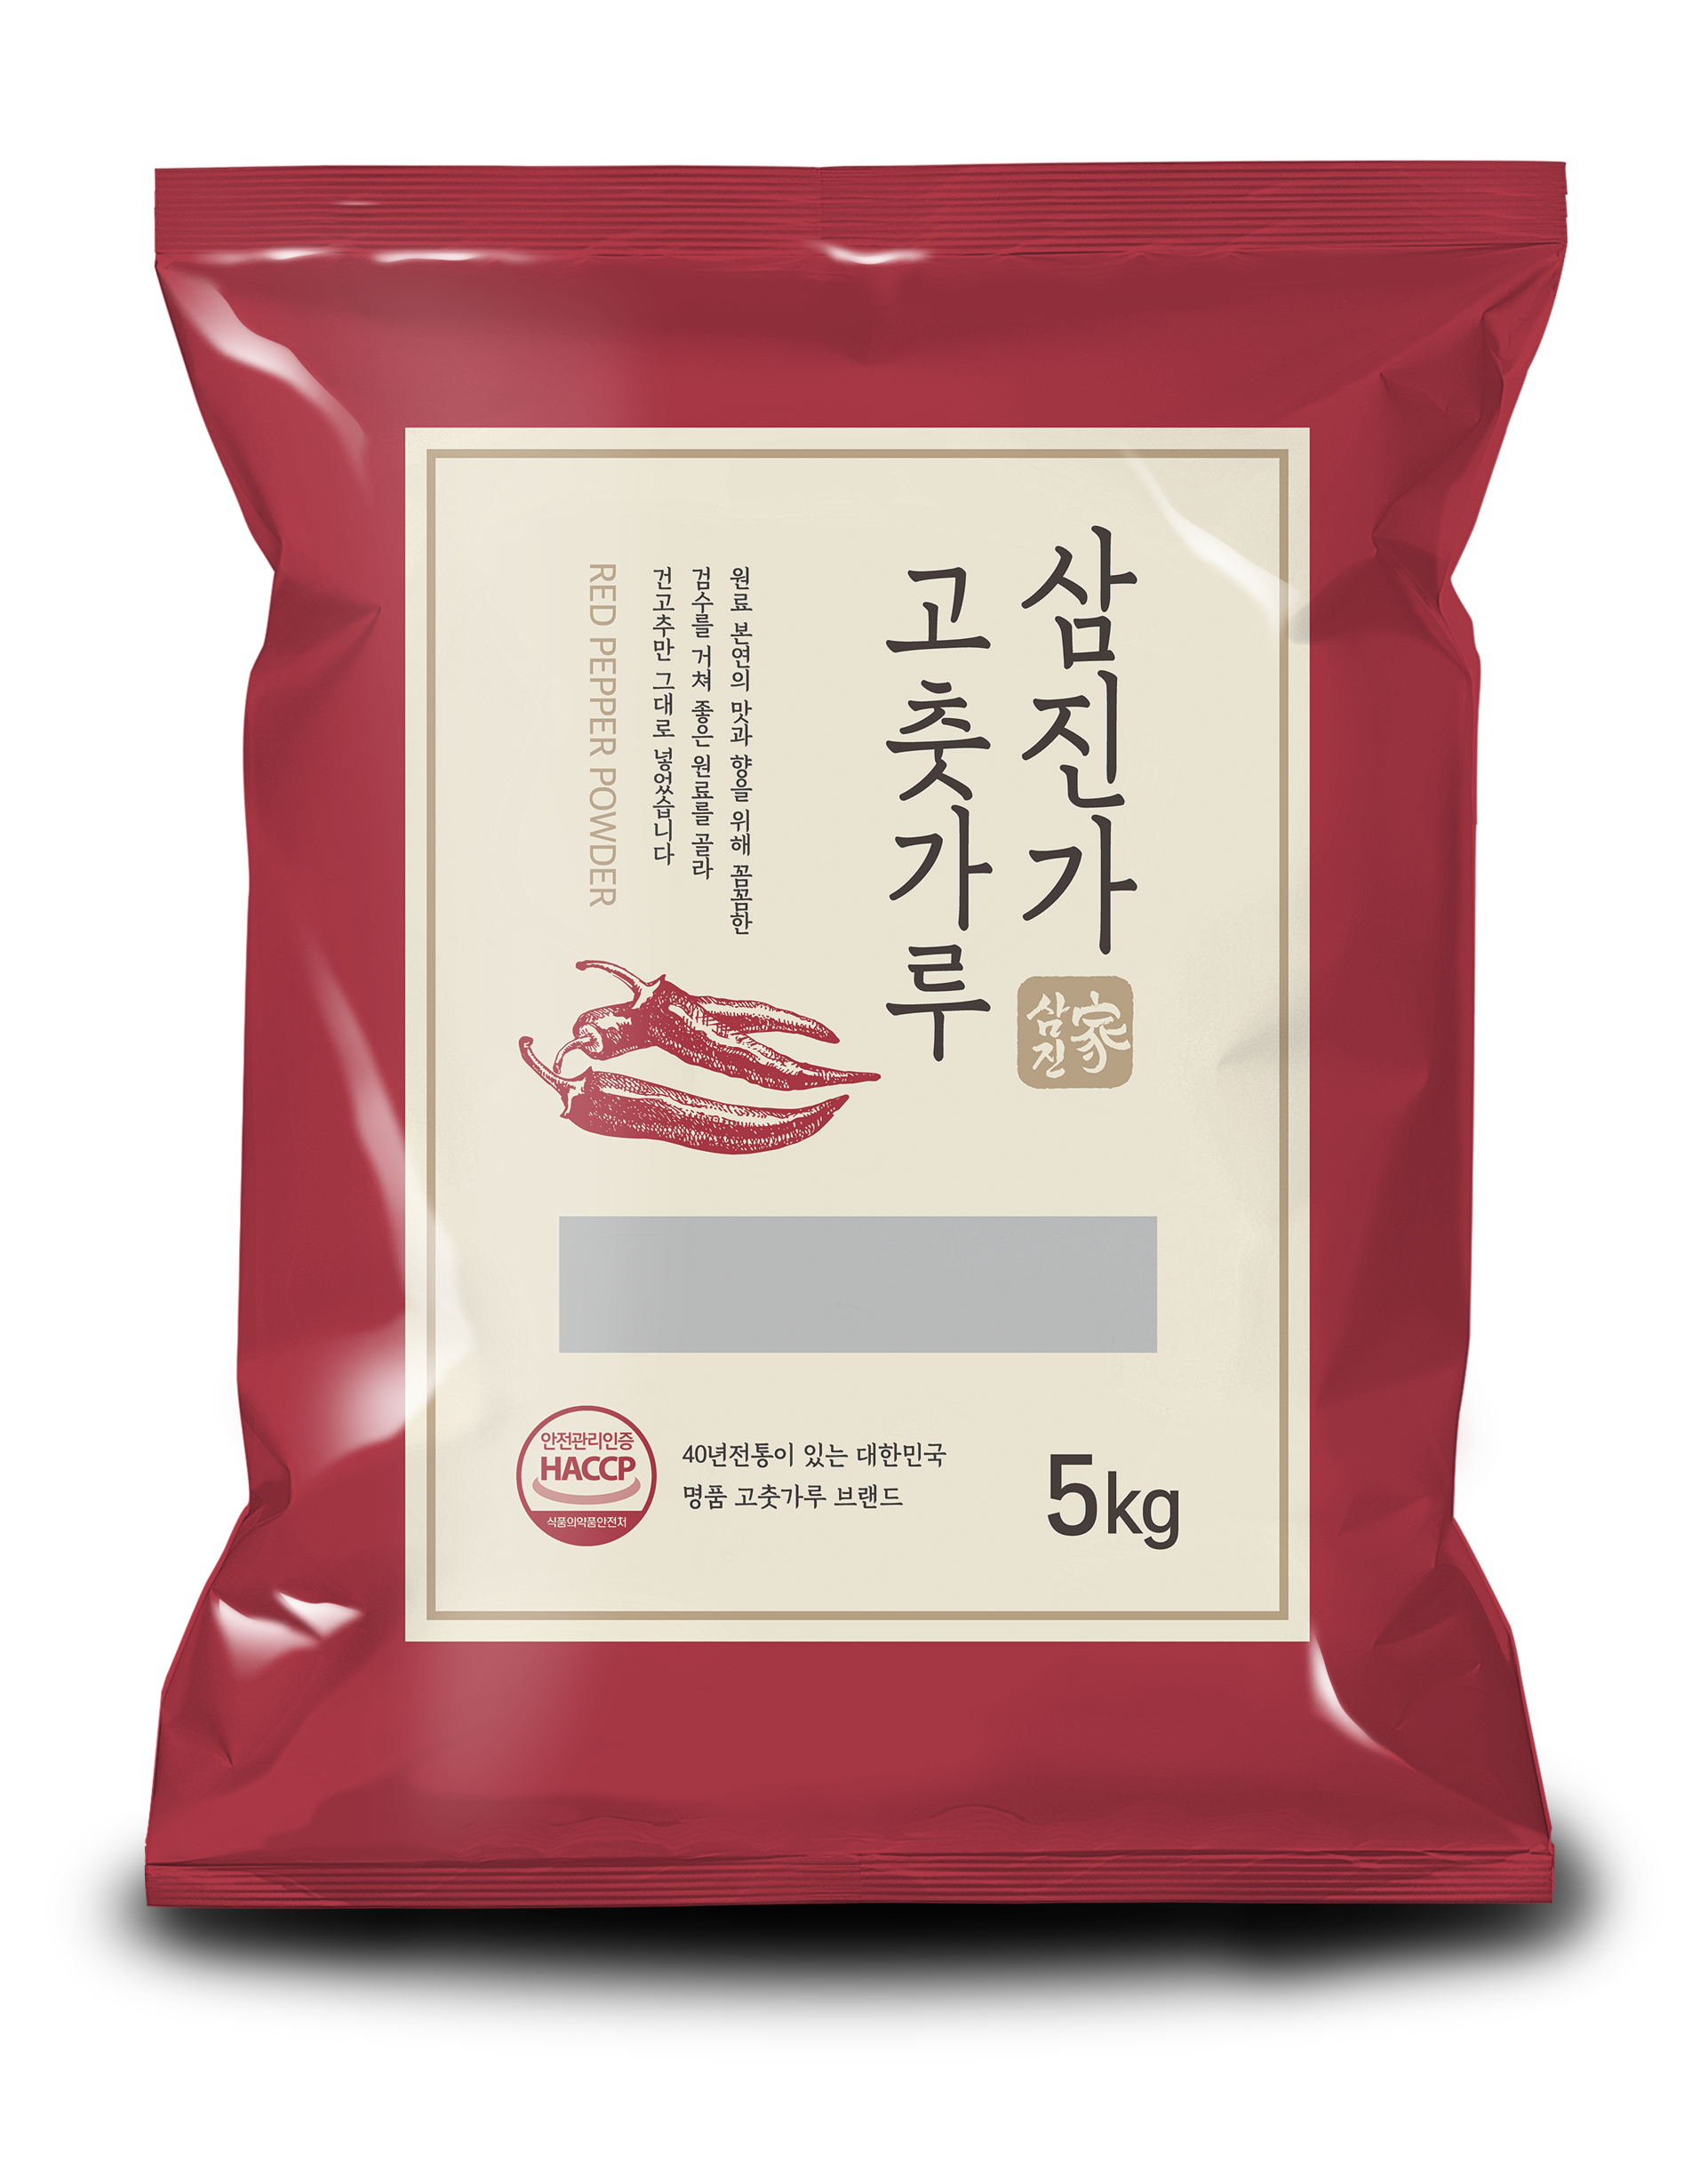 삼진가
고춧가루
삼진家
원료 본연의 맛과 향을 위해 꼼꼼한
검수를 거쳐 좋은 원료를 골라
건고추만 그대로 넣었습니다
RED PEPPER POWDER
안전관리인증
HACCP
식품의약품안전처
40년전통이 있는 대한민국
명품 고춧가루 브랜드
5kg